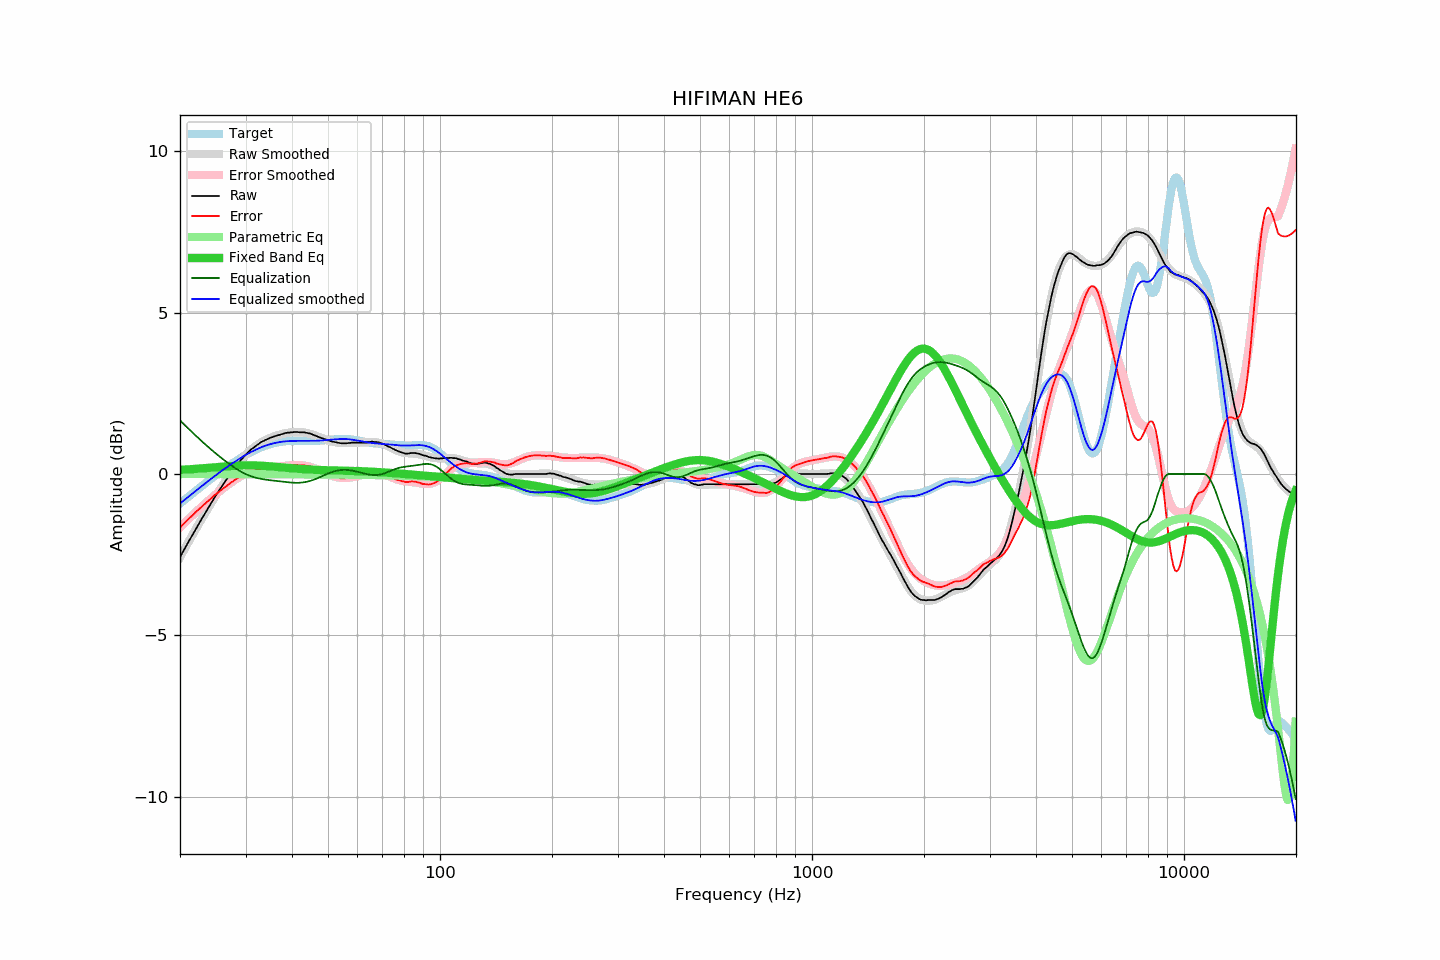 HIFIMAN HE6
Target
Raw Smoothed
Error Smoothed
Raw
Error
Parametric Eq
Fixed Band Eq
Equalization
Equalized smoothed
10
5
0
−5
−10
Amplitude (dBr)
100
1000
10000
Frequency (Hz)